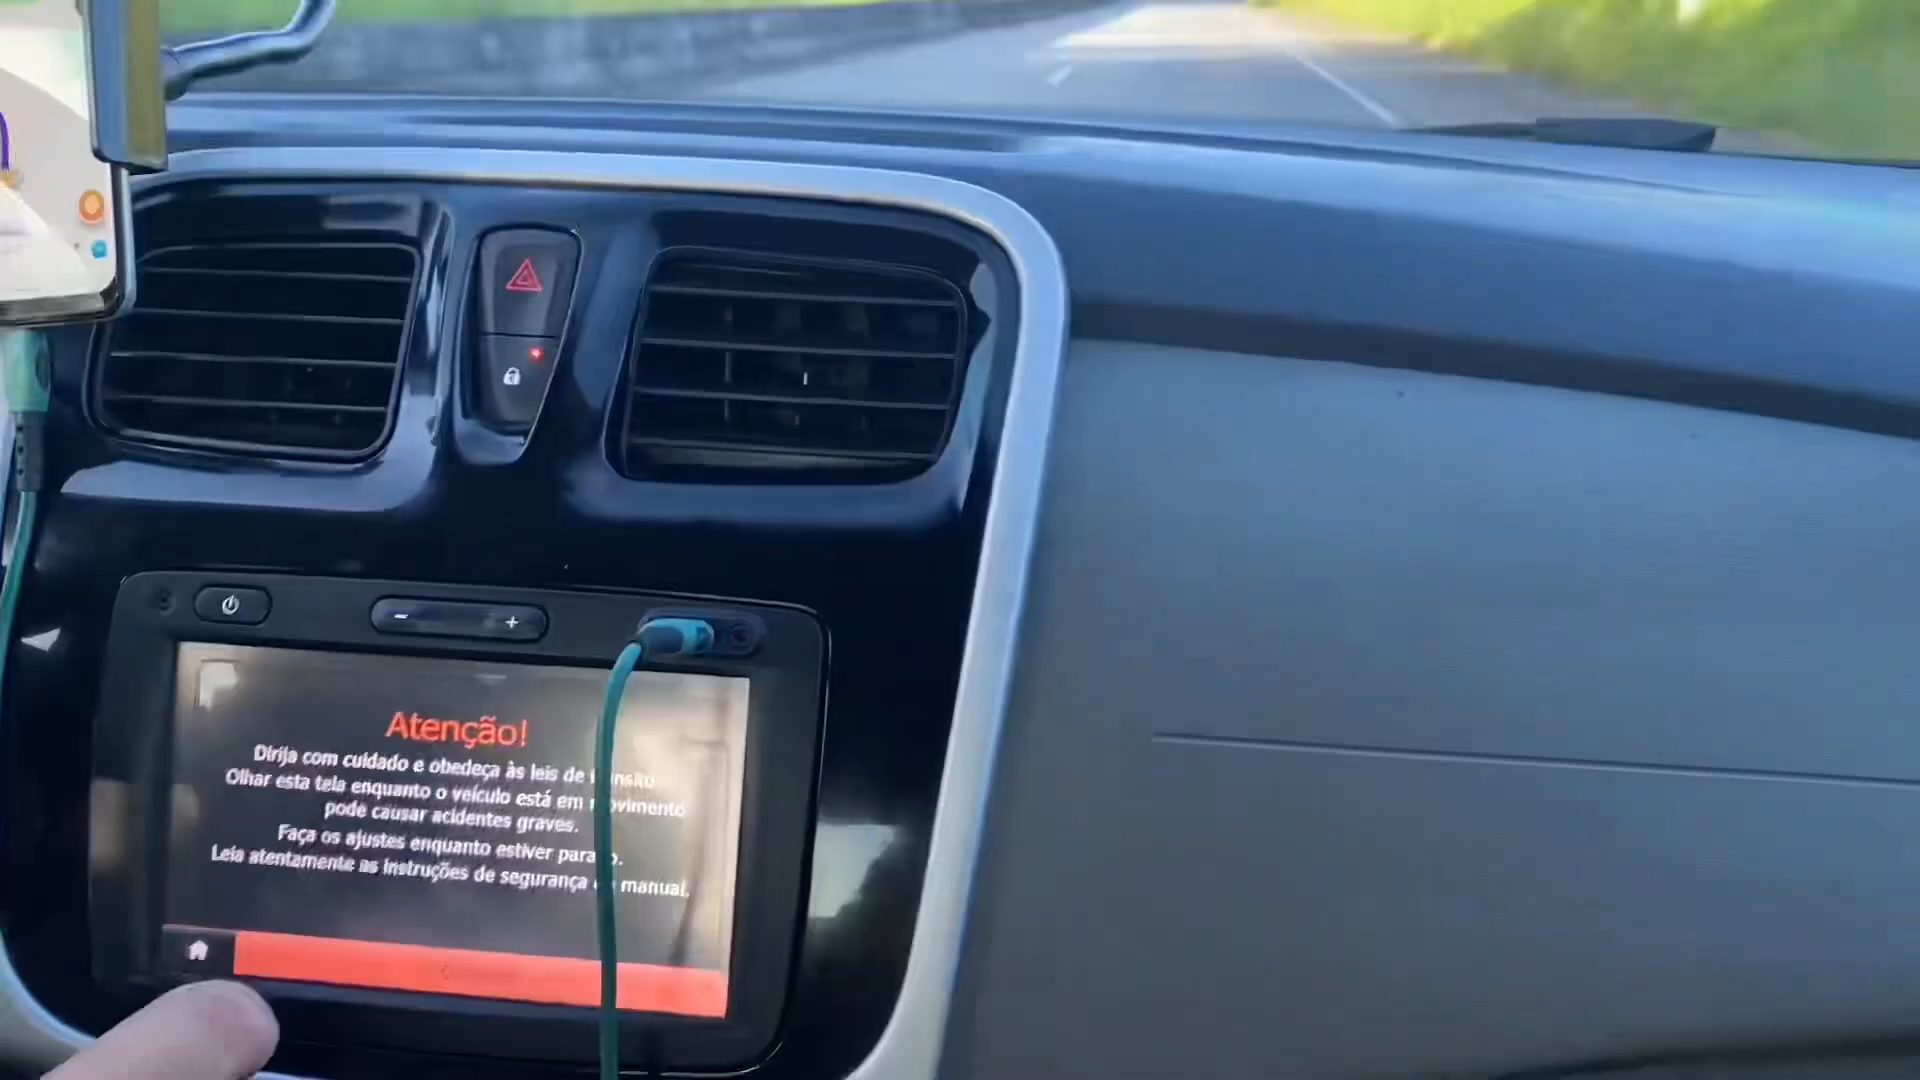 Atenção!
Dirija com cuidado e obedeça às leis de
Olhar esta tela enquanto o veículo está em
pode causar acidentes graves.
Faça os ajustes enquanto estiver
Leia atentamente as instruções de segurança manual.
- +